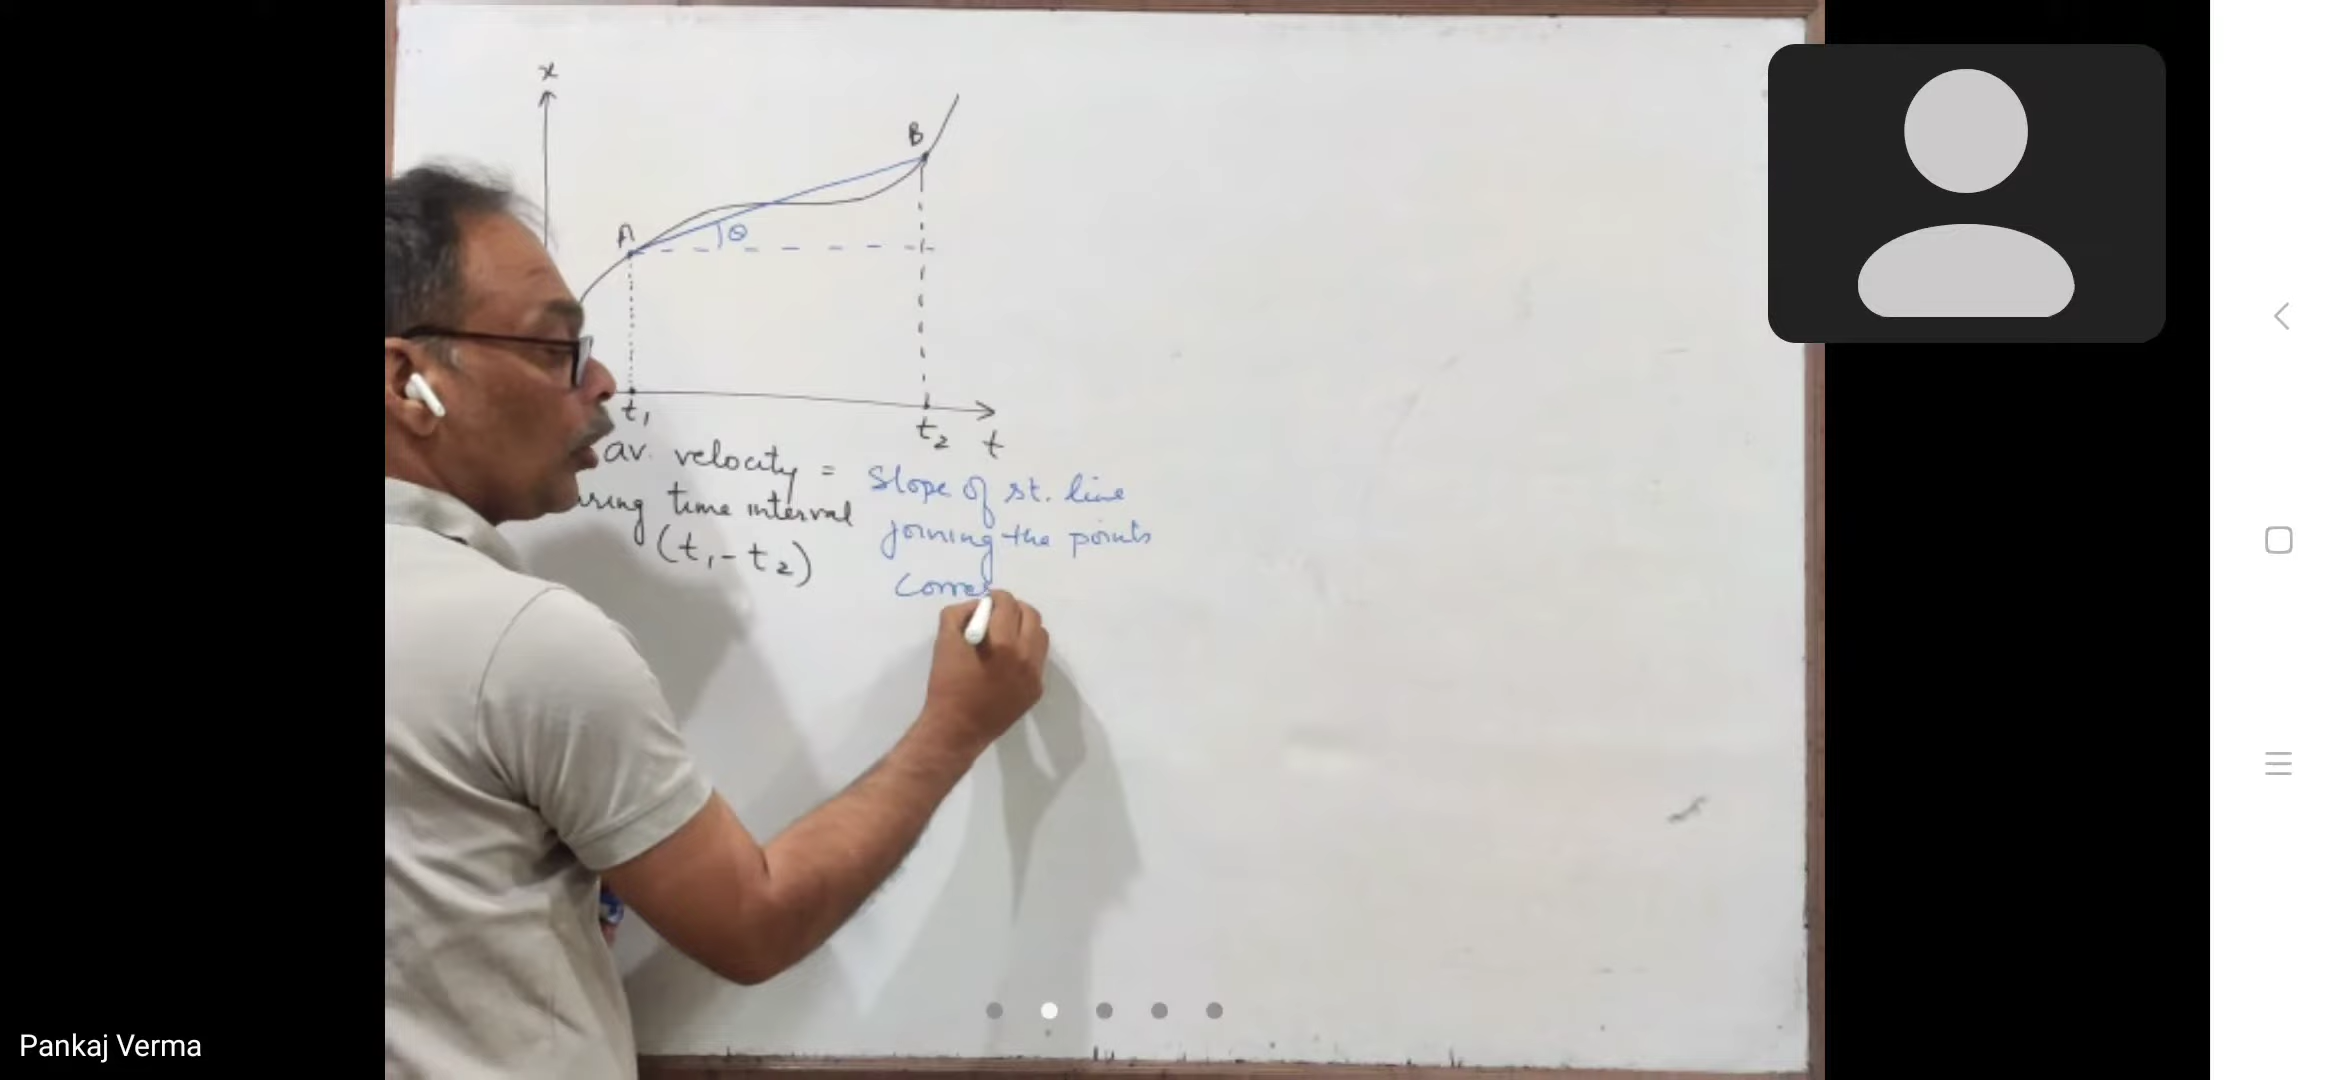 x
B
A
θ
t1
t2
t
av. velocity = Slope of st. line
time interval joining the points
(t1 - t2)
Pankaj Verma